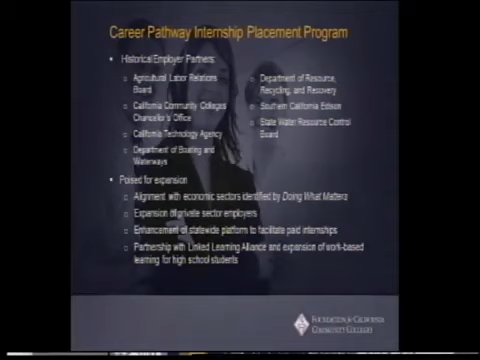 Career Pathway Internship Placement Program
• Historical Employer Partners:
o Agricultural Labor Relations
Board
o California Community Colleges
Chancellor's Office
o California Technology Agency
o Department of Boating and
Waterways
o Department of Resource,
Recycling, and Recovery
o Southern California Edison
o State Water Resource Control
Board
• Poised for expansion
o Alignment with economic sectors identified by Doing What Matters
o Expansion of private sector employers
o Enhancement of statewide platform to facilitate paid internships
o Partnership with Linked Learning Alliance and expansion of work-based
learning for high school students
FOUNDATION for CALIFORNIA
COMMUNITY COLLEGES